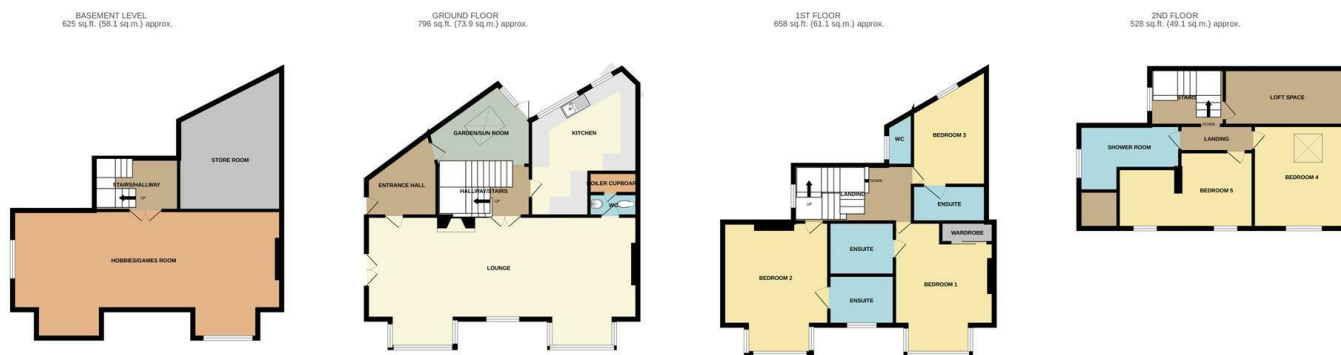 BASEMENT LEVEL
625 sq.ft. (58.1 sq.m.) approx.
STORE ROOM
STAIRS/HALLWAY
UP
HOBBIES/GAMES ROOM
GROUND FLOOR
796 sq.ft. (73.9 sq.m.) approx.
GARDEN/SUN ROOM
KITCHEN
ENTRANCE HALL
HALLWAY/STAIRS
UP
BOILER CUPBOARD
WC
LOUNGE
1ST FLOOR
658 sq.ft. (61.1 sq.m.) approx.
WC
BEDROOM 3
DOWN
LANDING
UP
ENSUITE
WARDROBE
ENSUITE
BEDROOM 2
ENSUITE
BEDROOM 1
2ND FLOOR
528 sq.ft. (49.1 sq.m.) approx.
STAIRS
LOFT SPACE
DOWN
LANDING
SHOWER ROOM
BEDROOM 5
BEDROOM 4